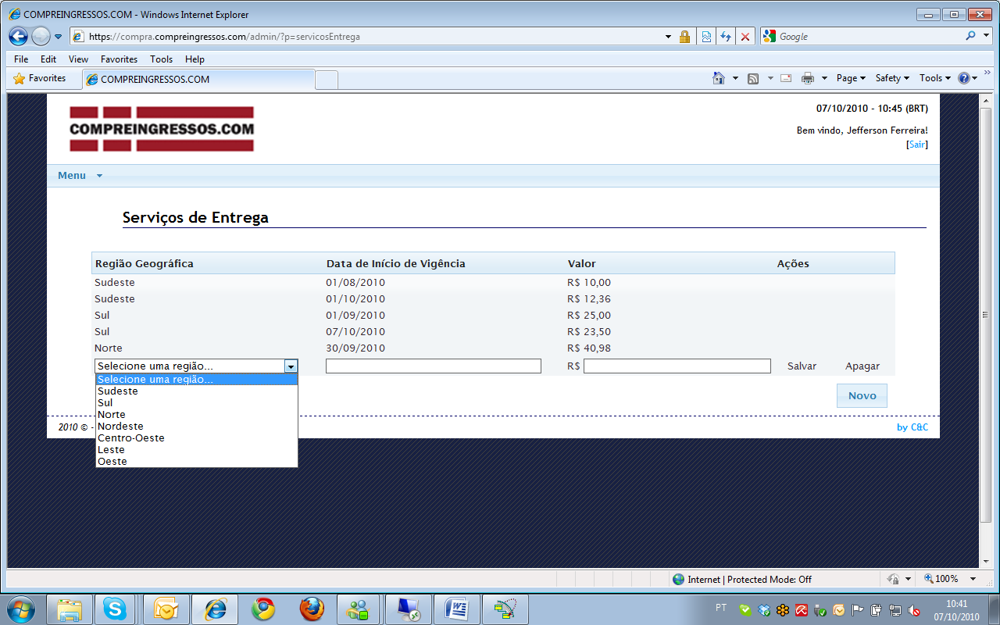 COMPREINGRESSOS.COM - Windows Internet Explorer
https://compra.compreingressos.com/admin/?p=servicosEntrega
Google
File Edit View Favorites Tools Help
Favorites COMPREINGRESSOS.COM Page Safety Tools
COMPREINGRESSOS.COM
07/10/2010 - 10:45 (BRT)
Bem vindo, Jefferson Ferreira!
[Sair]
Menu
Serviços de Entrega
Região Geográfica Data de Início de Vigência Valor Ações
Sudeste 01/08/2010 R$ 10,00
Sudeste 01/10/2010 R$ 12,36
Sul 01/09/2010 R$ 25,00
Sul 07/10/2010 R$ 23,50
Norte 30/09/2010 R$ 40,98
Selecione uma região... R$ Salvar Apagar
Selecione uma região...
Sudeste
Sul
Norte
Nordeste
Centro-Oeste
Leste
Oeste
Novo
2010 © -
by C&C
Internet | Protected Mode: Off 100%
PT 10:41
07/10/2010